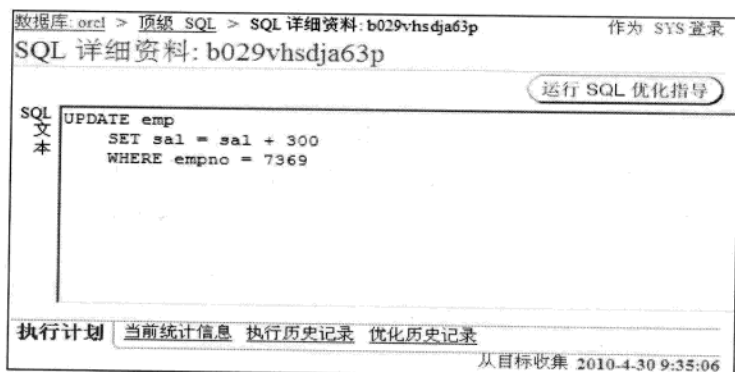 数据库: orcl > 顶级 SQL > SQL 详细资料: b029vhsdja63p 作为 SYS 登录
SQL 详细资料: b029vhsdja63p
运行 SQL 优化指导
SQL 文本
UPDATE emp
SET sal = sal + 300
WHERE empno = 7369
执行计划 当前统计信息 执行历史记录 优化历史记录
从目标收集 2010-4-30 9:35:06